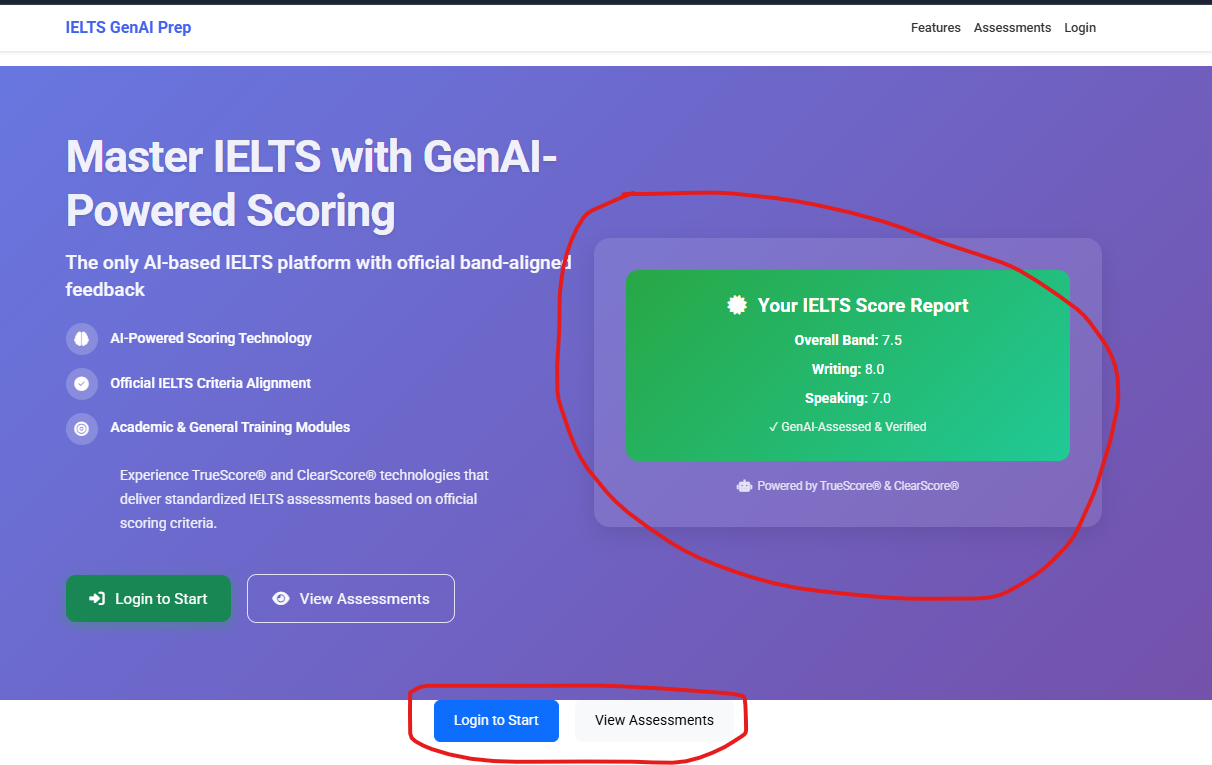 IELTS GenAI Prep
Features Assessments Login
Master IELTS with GenAI-
Powered Scoring
The only AI-based IELTS platform with official band-aligned
feedback
AI-Powered Scoring Technology
Official IELTS Criteria Alignment
Academic & General Training Modules
Experience TrueScore® and ClearScore® technologies that
deliver standardized IELTS assessments based on official
scoring criteria.
Login to Start
View Assessments
Your IELTS Score Report
Overall Band: 7.5
Writing: 8.0
Speaking: 7.0
✓ GenAI-Assessed & Verified
Powered by TrueScore® & ClearScore®
Login to Start
View Assessments